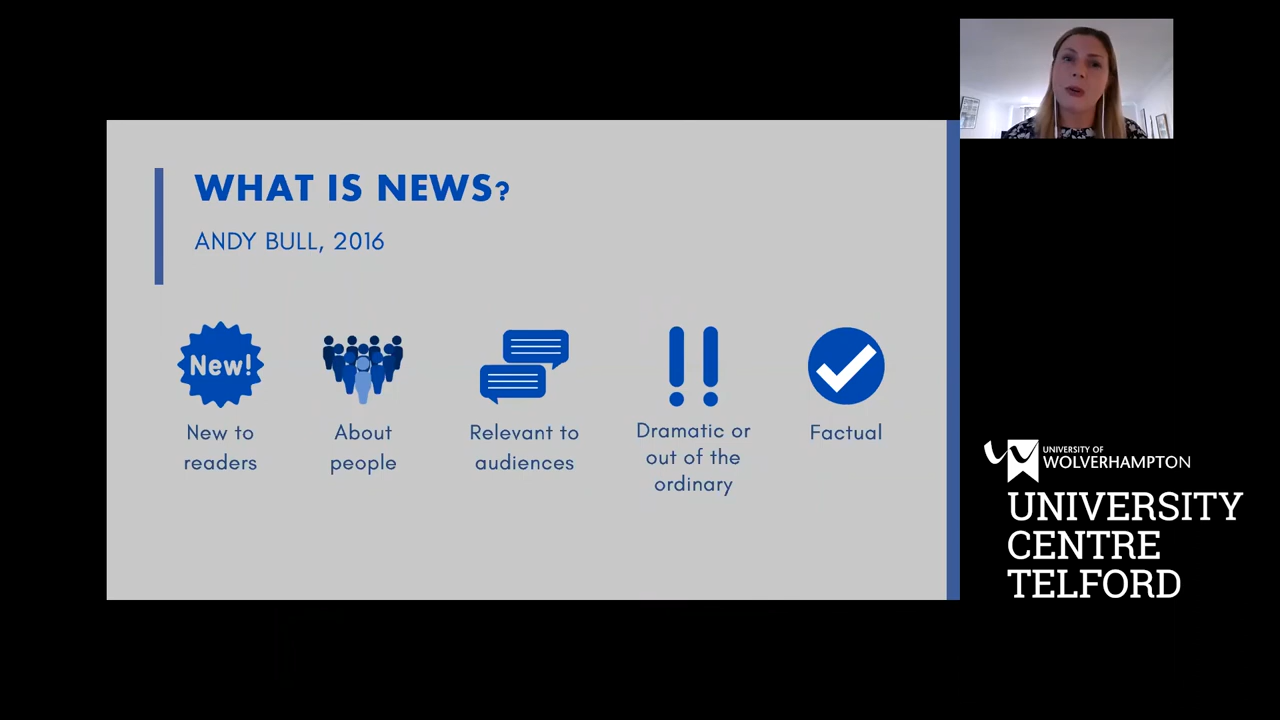 WHAT IS NEWS?
ANDY BULL, 2016
New!
New to
readers
About
people
Relevant to
audiences
Dramatic or
out of the
ordinary
Factual
UNIVERSITY OF
WOLVERHAMPTON
UNIVERSITY
CENTRE
TELFORD